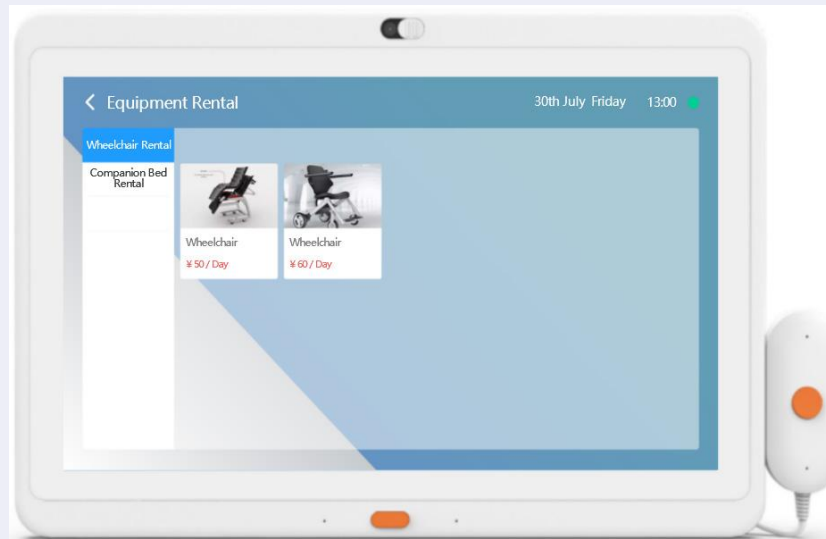 Equipment Rental
30th July Friday 13:00
Wheelchair Rental
Companion Bed
Rental
Wheelchair
¥ 50 / Day
Wheelchair
¥ 60 / Day